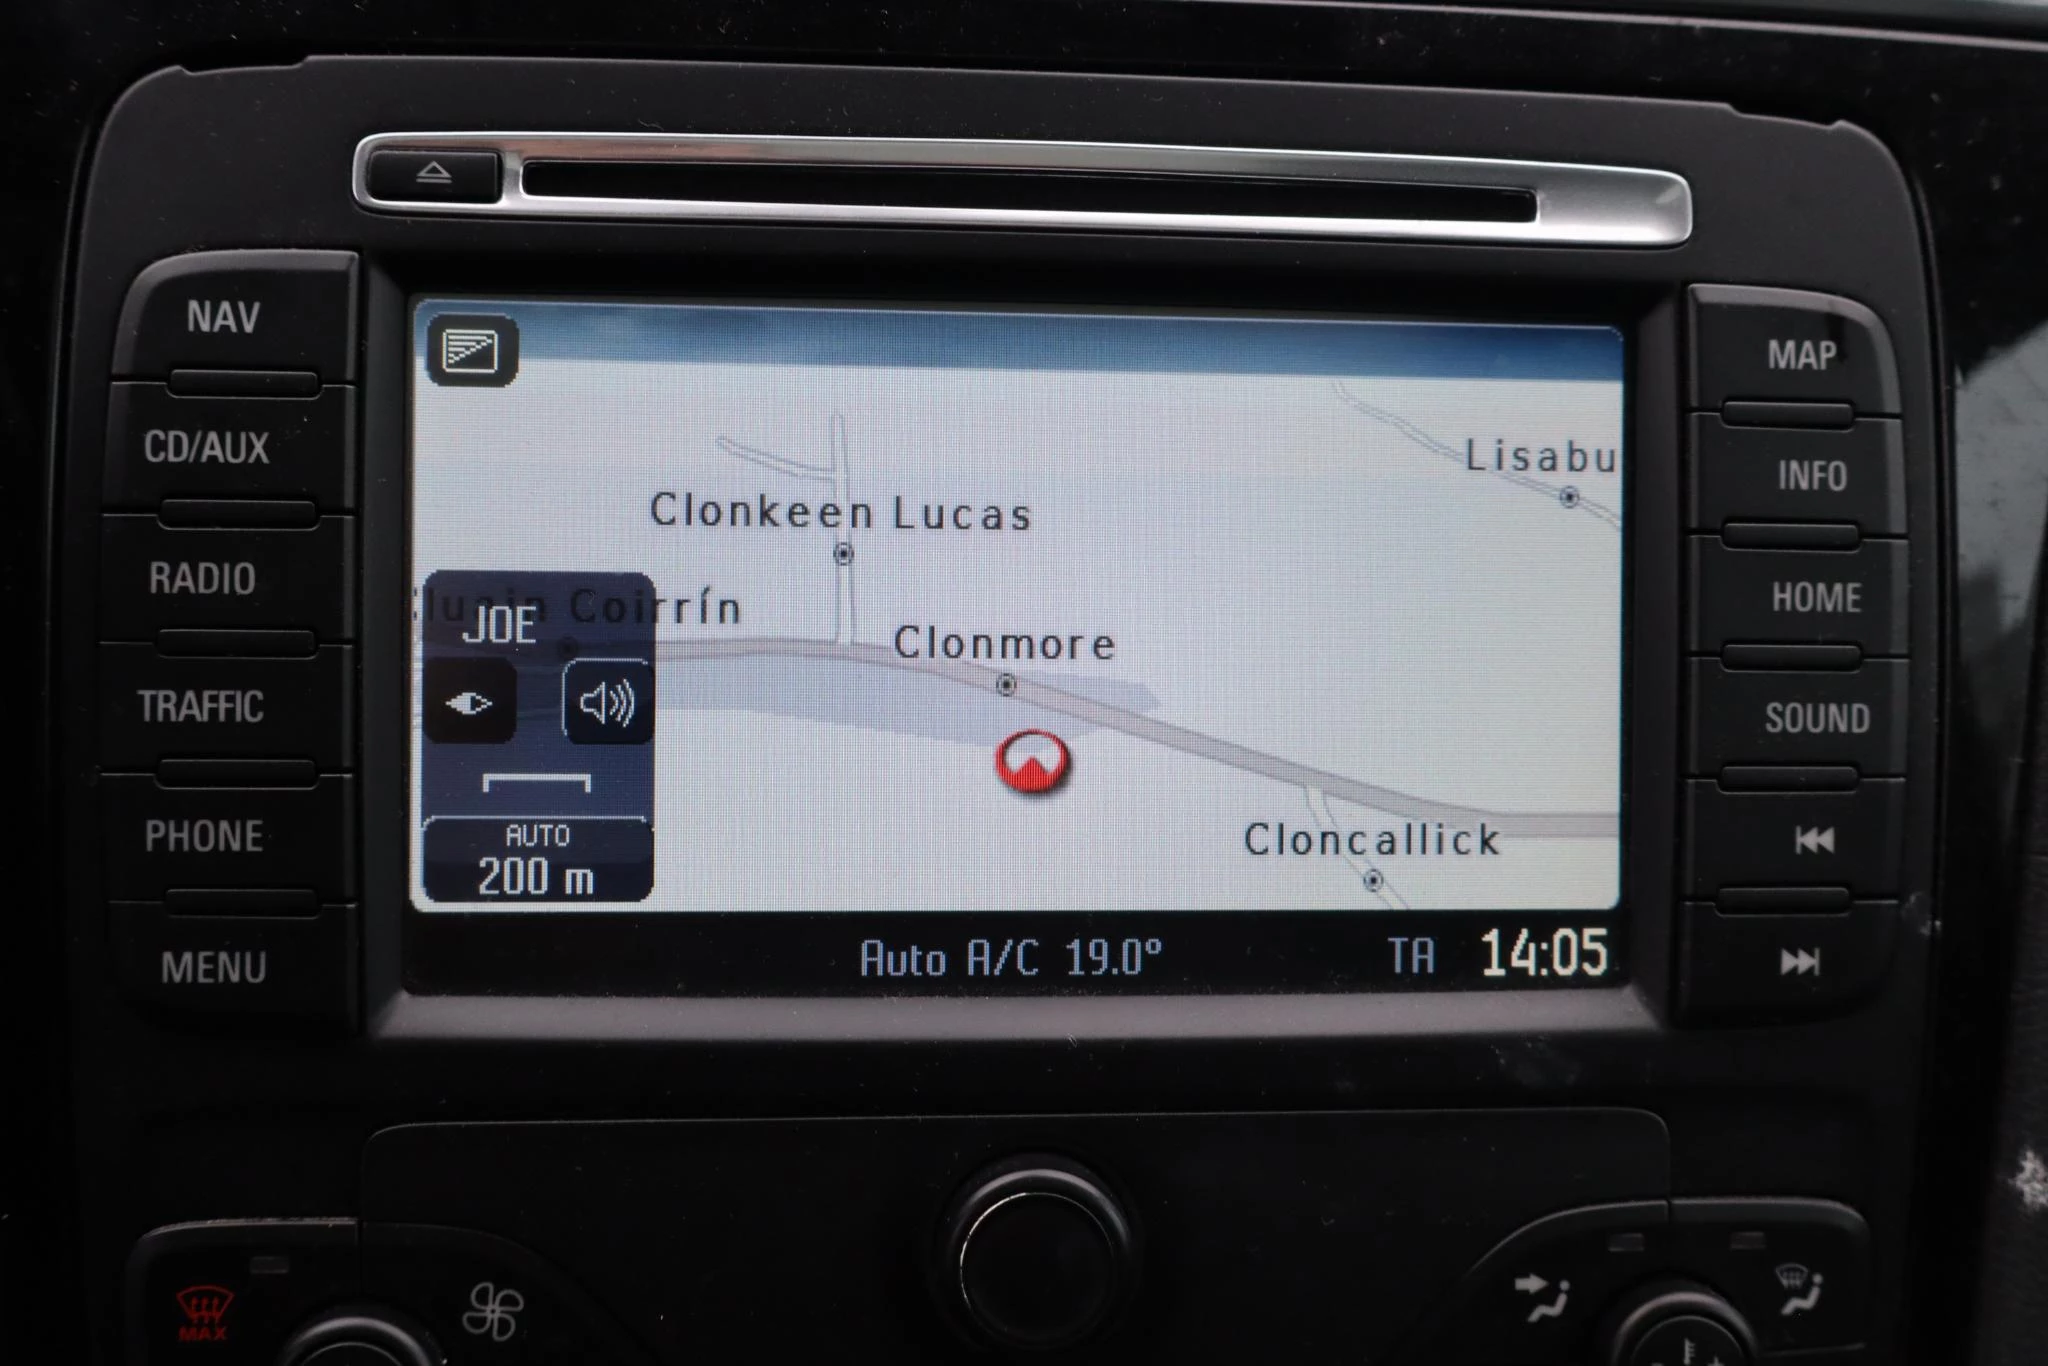 NAV
CD/AUX
RADIO
TRAFFIC
PHONE
MENU
Lisabu
Clonkeen Lucas
Cluain Coirrín
JOE
Clonmore
Cloncallick
AUTO
200 m
Auto A/C 19.0° TA 14:05
MAP
INFO
HOME
SOUND
MAX